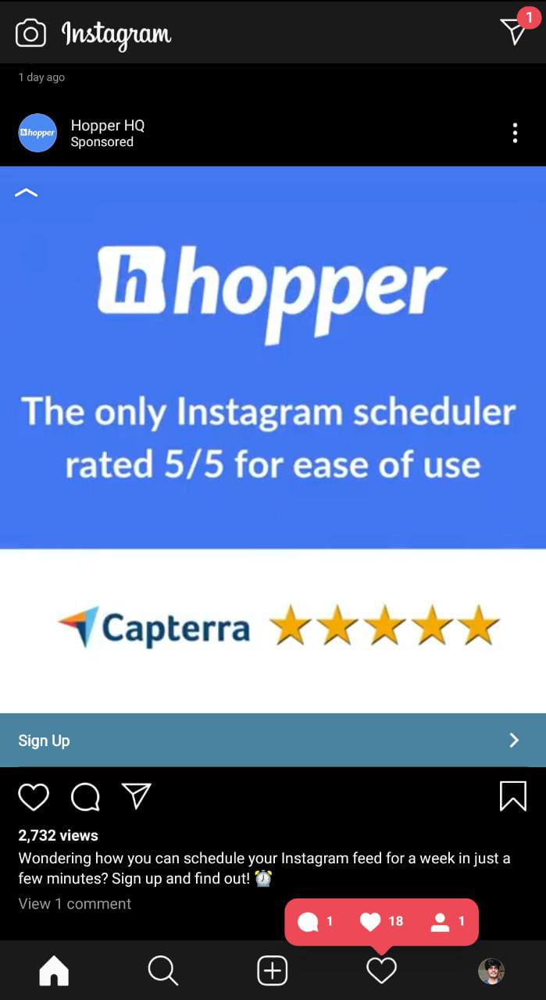 Instagram
1
1 day ago
hopper
Hopper HQ
Sponsored
h hopper
The only Instagram scheduler
rated 5/5 for ease of use
Capterra
Sign Up
2,732 views
Wondering how you can schedule your Instagram feed for a week in just a
few minutes? Sign up and find out! ⏰
View 1 comment
1 18 1